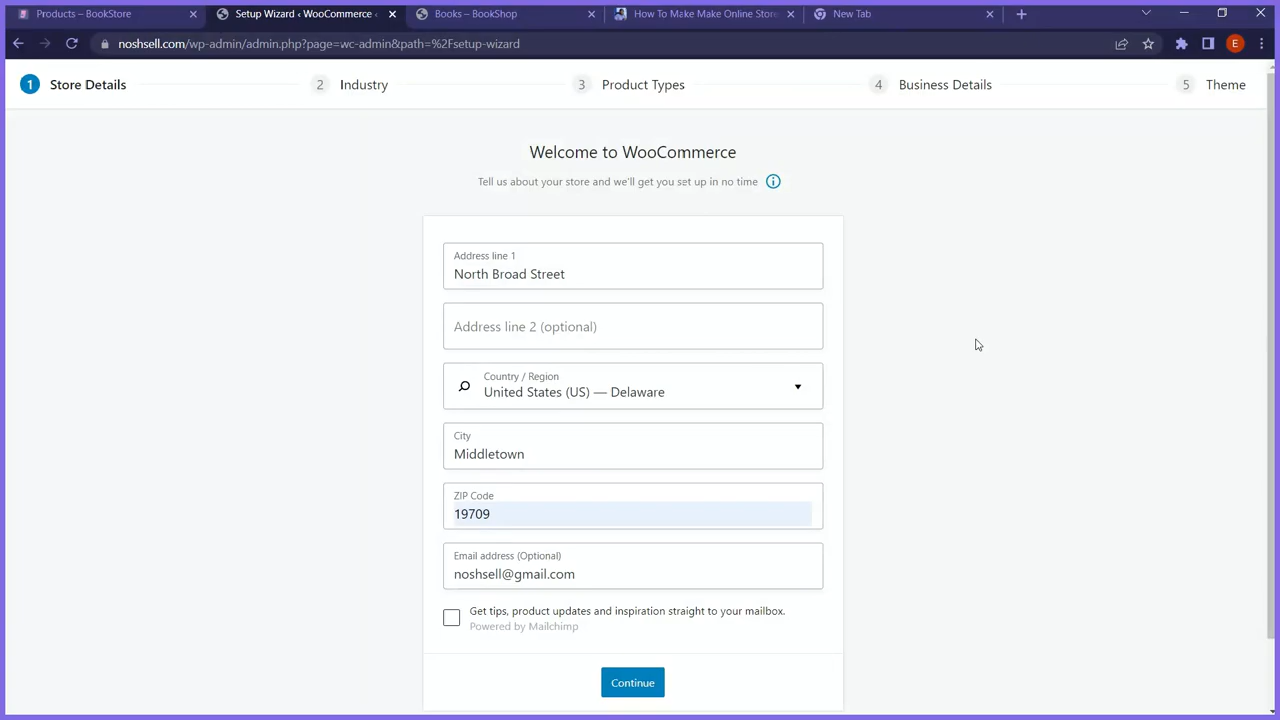 Products – BookStore
Setup Wizard ‹ WooCommerce ‹
Books – BookShop
How To Make Make Online Store
New Tab
noshsell.com/wp-admin/admin.php?page=wc-admin&path=%2Fsetup-wizard
E
1 Store Details
2 Industry
3 Product Types
4 Business Details
5 Theme
Welcome to WooCommerce
Tell us about your store and we'll get you set up in no time
Address line 1
North Broad Street
Address line 2 (optional)
Country / Region
United States (US) — Delaware
City
Middletown
ZIP Code
19709
Email address (Optional)
noshsell@gmail.com
Get tips, product updates and inspiration straight to your mailbox.
Powered by Mailchimp
Continue